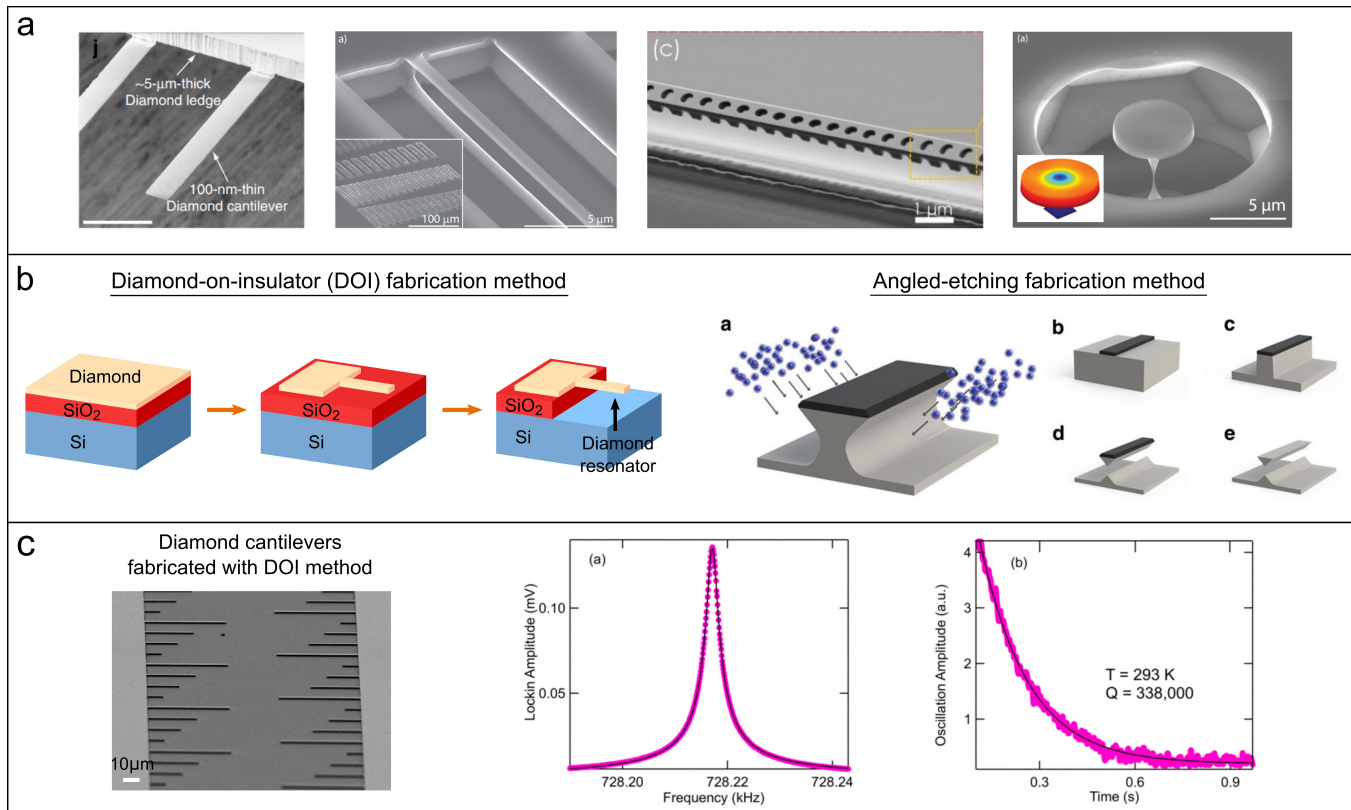 a
j
~5-μm-thick
Diamond ledge
100-nm-thin
Diamond cantilever
a)
100 μm
5 μm
(c)
1 μm
(a)
5 μm
b
Diamond-on-insulator (DOI) fabrication method
Diamond
SiO2
Si
SiO2
Si
SiO2
Si
Diamond
resonator
Angled-etching fabrication method
a
b
c
d
e
c
Diamond cantilevers
fabricated with DOI method
10μm
(a)
Lockin Amplitude (mV)
0.10
0.05
728.20
728.22
728.24
Frequency (kHz)
(b)
Oscillation Amplitude (a.u.)
4
3
2
1
T = 293 K
Q = 338,000
0.3
0.6
0.9
Time (s)